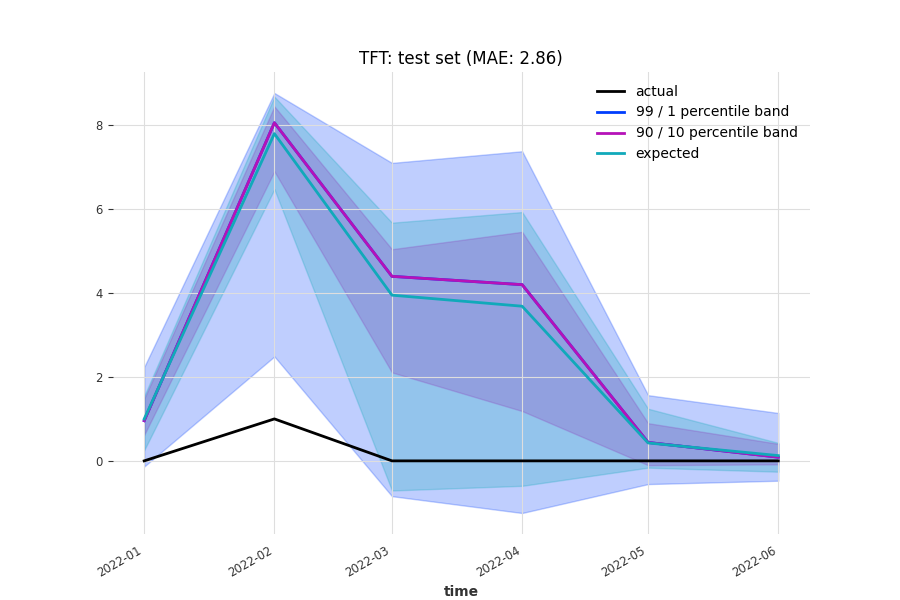 TFT: test set (MAE: 2.86)
actual
99 / 1 percentile band
90 / 10 percentile band
expected
8
6
4
2
0
2022-01
2022-02
2022-03
2022-04
2022-05
2022-06
time